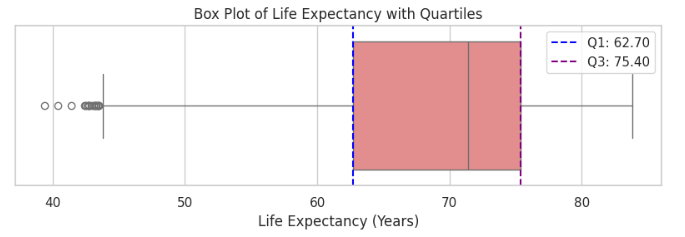 Box Plot of Life Expectancy with Quartiles
Q1: 62.70
Q3: 75.40
40 50 60 70 80
Life Expectancy (Years)